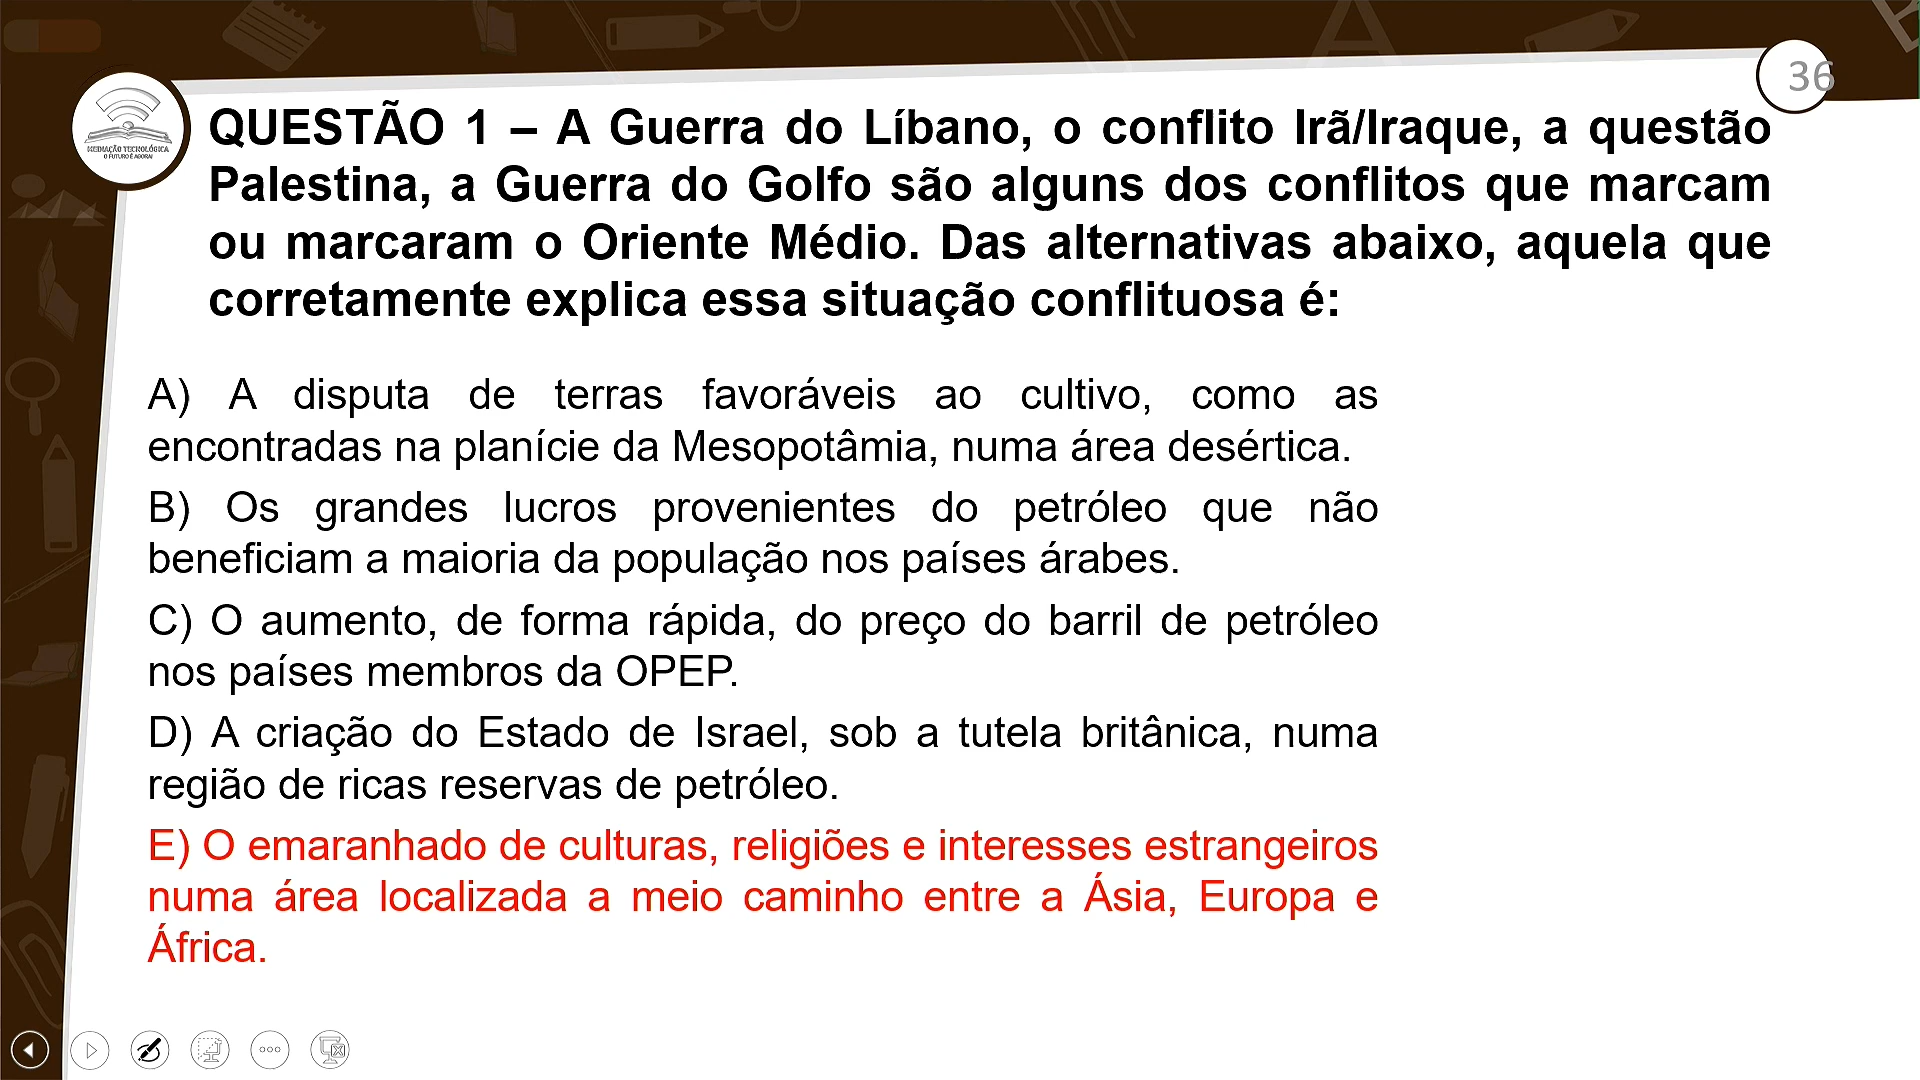 36
QUESTÃO 1 – A Guerra do Líbano, o conflito Irã/Iraque, a questão
Palestina, a Guerra do Golfo são alguns dos conflitos que marcam
ou marcaram o Oriente Médio. Das alternativas abaixo, aquela que
corretamente explica essa situação conflituosa é:
MEDIAÇÃO TECNOLÓGICA
O FUTURO É AGORA!
A) A disputa de terras favoráveis ao cultivo, como as
encontradas na planície da Mesopotâmia, numa área desértica.
B) Os grandes lucros provenientes do petróleo que não
beneficiam a maioria da população nos países árabes.
C) O aumento, de forma rápida, do preço do barril de petróleo
nos países membros da OPEP.
D) A criação do Estado de Israel, sob a tutela britânica, numa
região de ricas reservas de petróleo.
E) O emaranhado de culturas, religiões e interesses estrangeiros
numa área localizada a meio caminho entre a Ásia, Europa e
África.